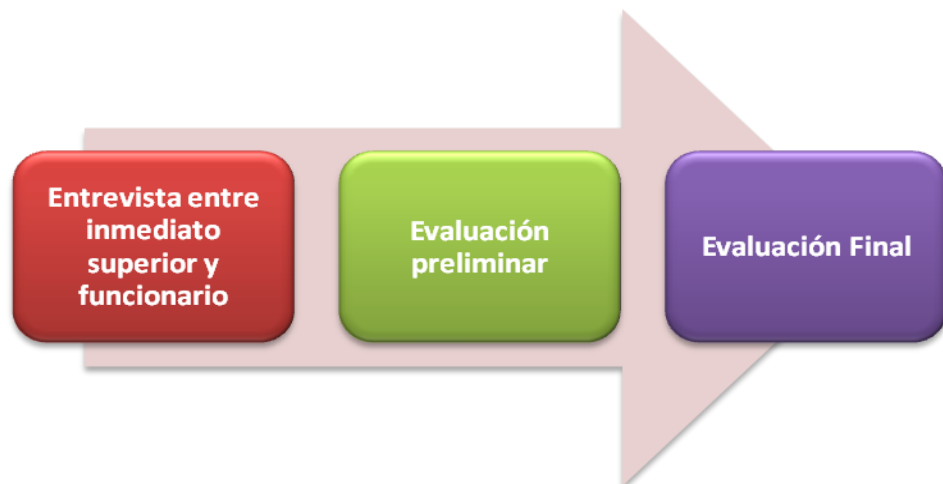 Entrevista entre
inmediato
superior y
funcionario
Evaluación
preliminar
Evaluación Final